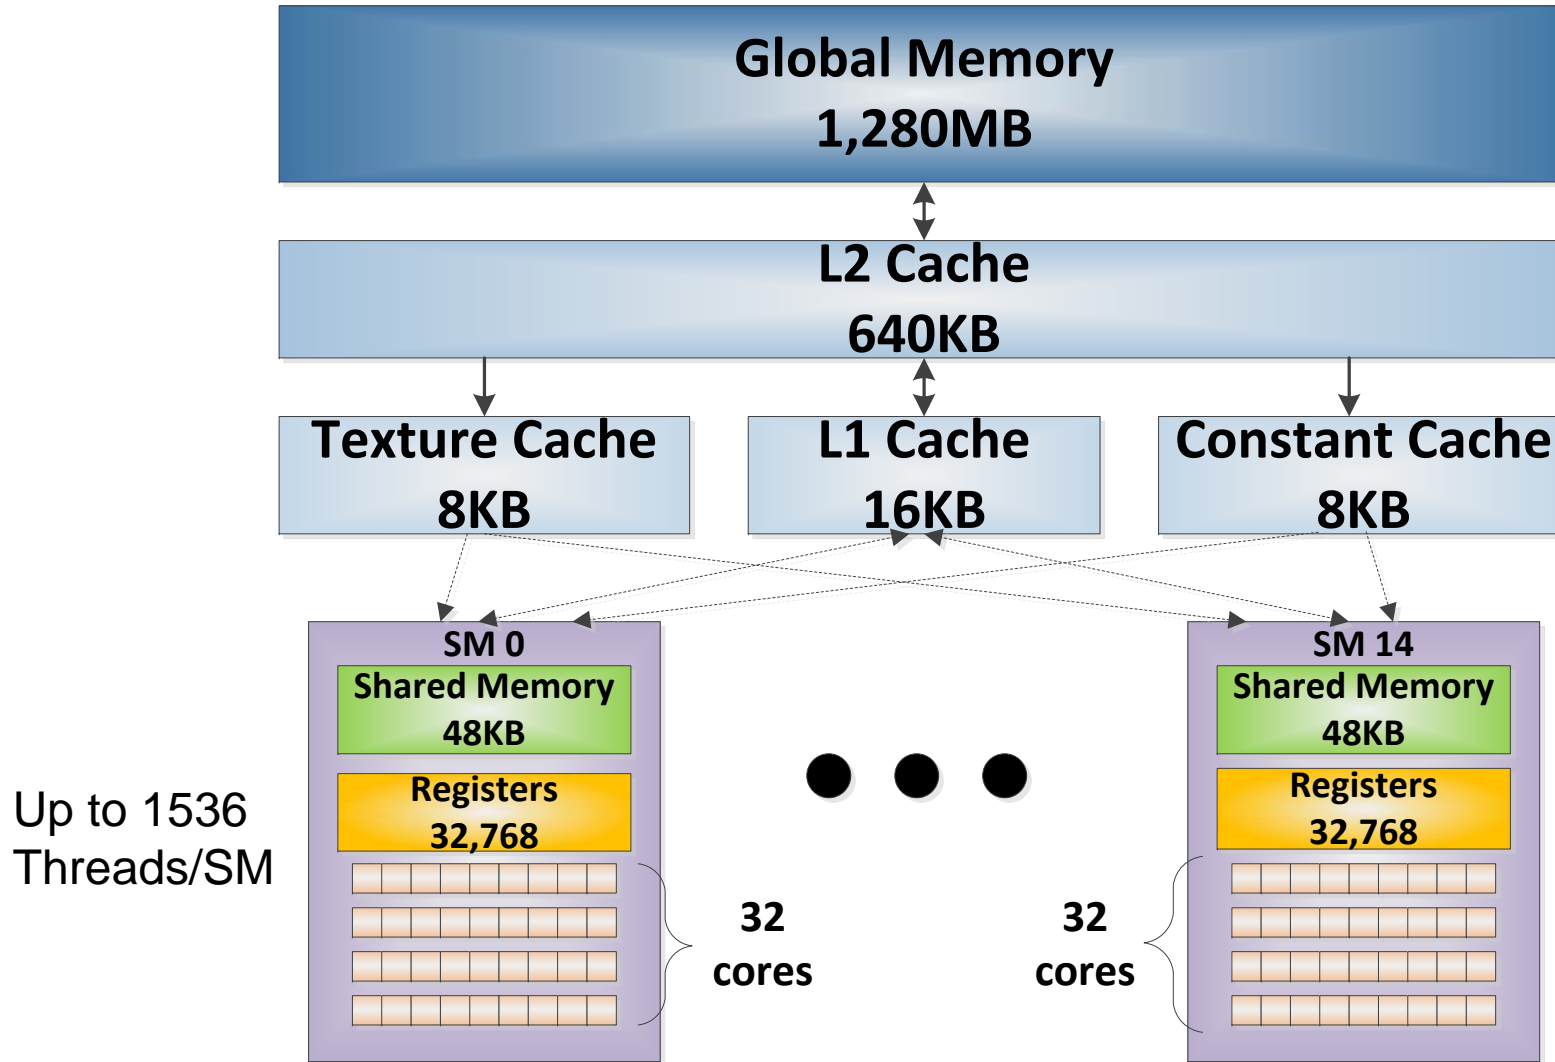 Global Memory
1,280MB
L2 Cache
640KB
Texture Cache
8KB
L1 Cache
16KB
Constant Cache
8KB
SM 0
Shared Memory
48KB
Registers
32,768
32
cores
SM 14
Shared Memory
48KB
Registers
32,768
32
cores
Up to 1536
Threads/SM